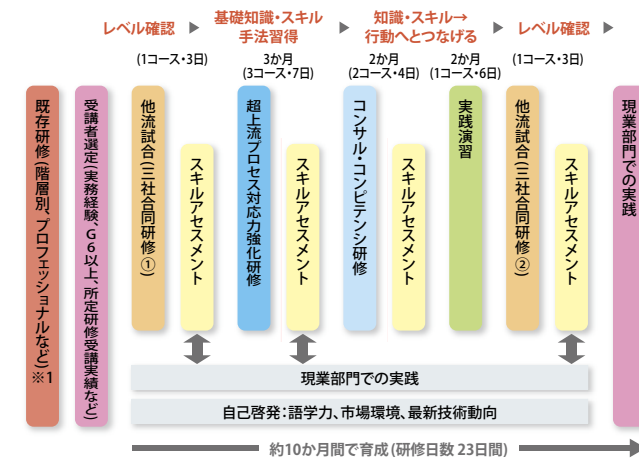 レベル確認
基礎知識・スキル
手法習得
知識・スキル→
行動へとつなげる
レベル確認
(1コース・3日)
3か月
(3コース・7日)
2か月
(2コース・4日)
2か月
(1コース・6日)
(1コース・3日)
既存研修(階層別、プロフェッショナルなど)※1
受講者選定(実務経験、G6以上、所定研修受講実績など)
他流試合(三社合同研修①)
スキルアセスメント
超上流プロセス対応力強化研修
スキルアセスメント
コンサル・コンピテンシ研修
スキルアセスメント
実践演習
他流試合(三社合同研修②)
スキルアセスメント
現業部門での実践
現業部門での実践
自己啓発:語学力、市場環境、最新技術動向
約10か月間で育成(研修日数 23日間)